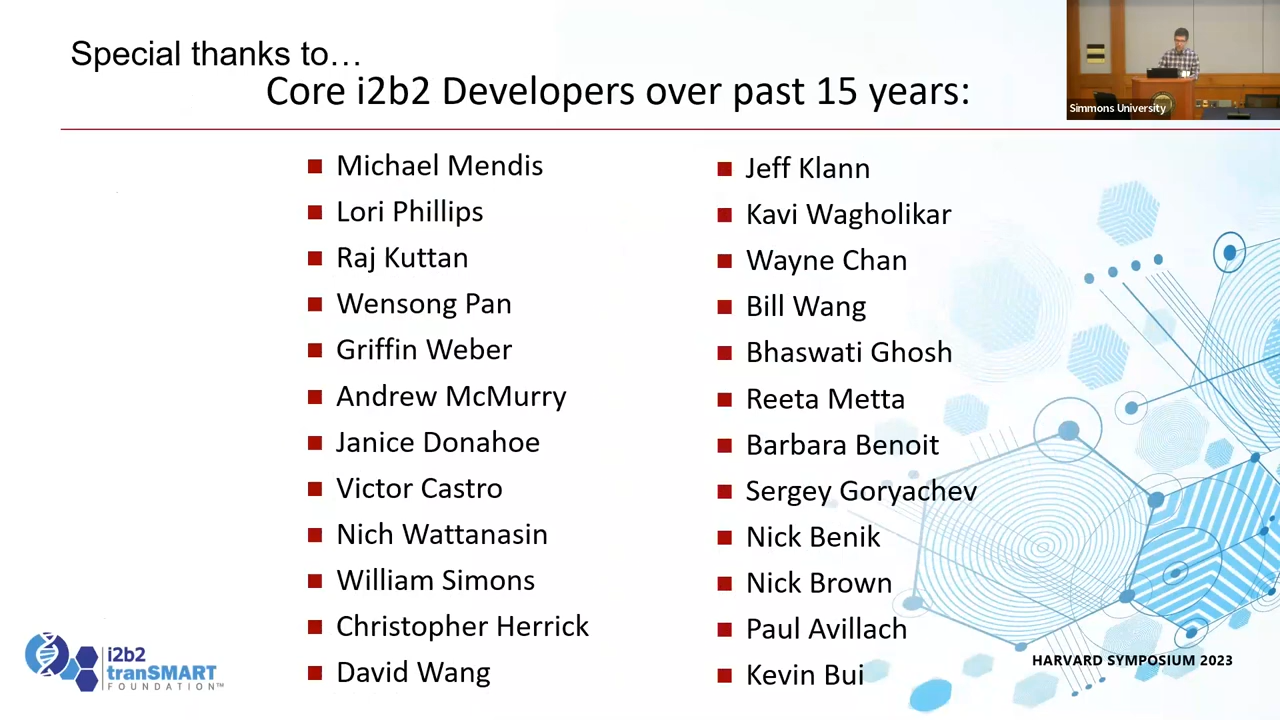 Special thanks to…
Core i2b2 Developers over past 15 years:
Simmons University
Michael Mendis
Lori Phillips
Raj Kuttan
Wensong Pan
Griffin Weber
Andrew McMurry
Janice Donahoe
Victor Castro
Nich Wattanasin
William Simons
Christopher Herrick
David Wang
Jeff Klann
Kavi Wagholikar
Wayne Chan
Bill Wang
Bhaswati Ghosh
Reeta Metta
Barbara Benoit
Sergey Goryachev
Nick Benik
Nick Brown
Paul Avillach
Kevin Bui
i2b2
tranSMART
FOUNDATION™
HARVARD SYMPOSIUM 2023